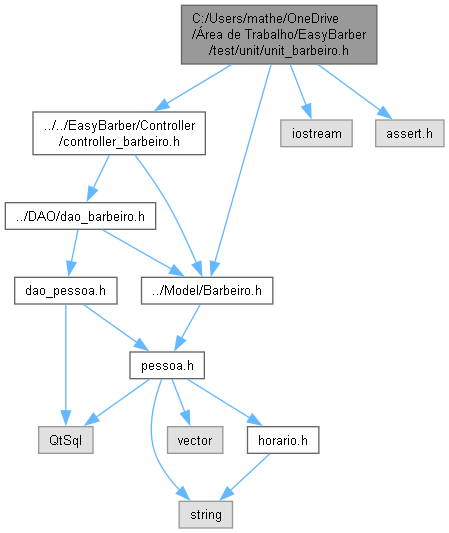 C:/Users/mathe/OneDrive
/Área de Trabalho/EasyBarber
/test/unit/unit_barbeiro.h
../../EasyBarber/Controller
/controller_barbeiro.h
iostream
assert.h
../DAO/dao_barbeiro.h
dao_pessoa.h
../Model/Barbeiro.h
pessoa.h
QtSql
vector
horario.h
string